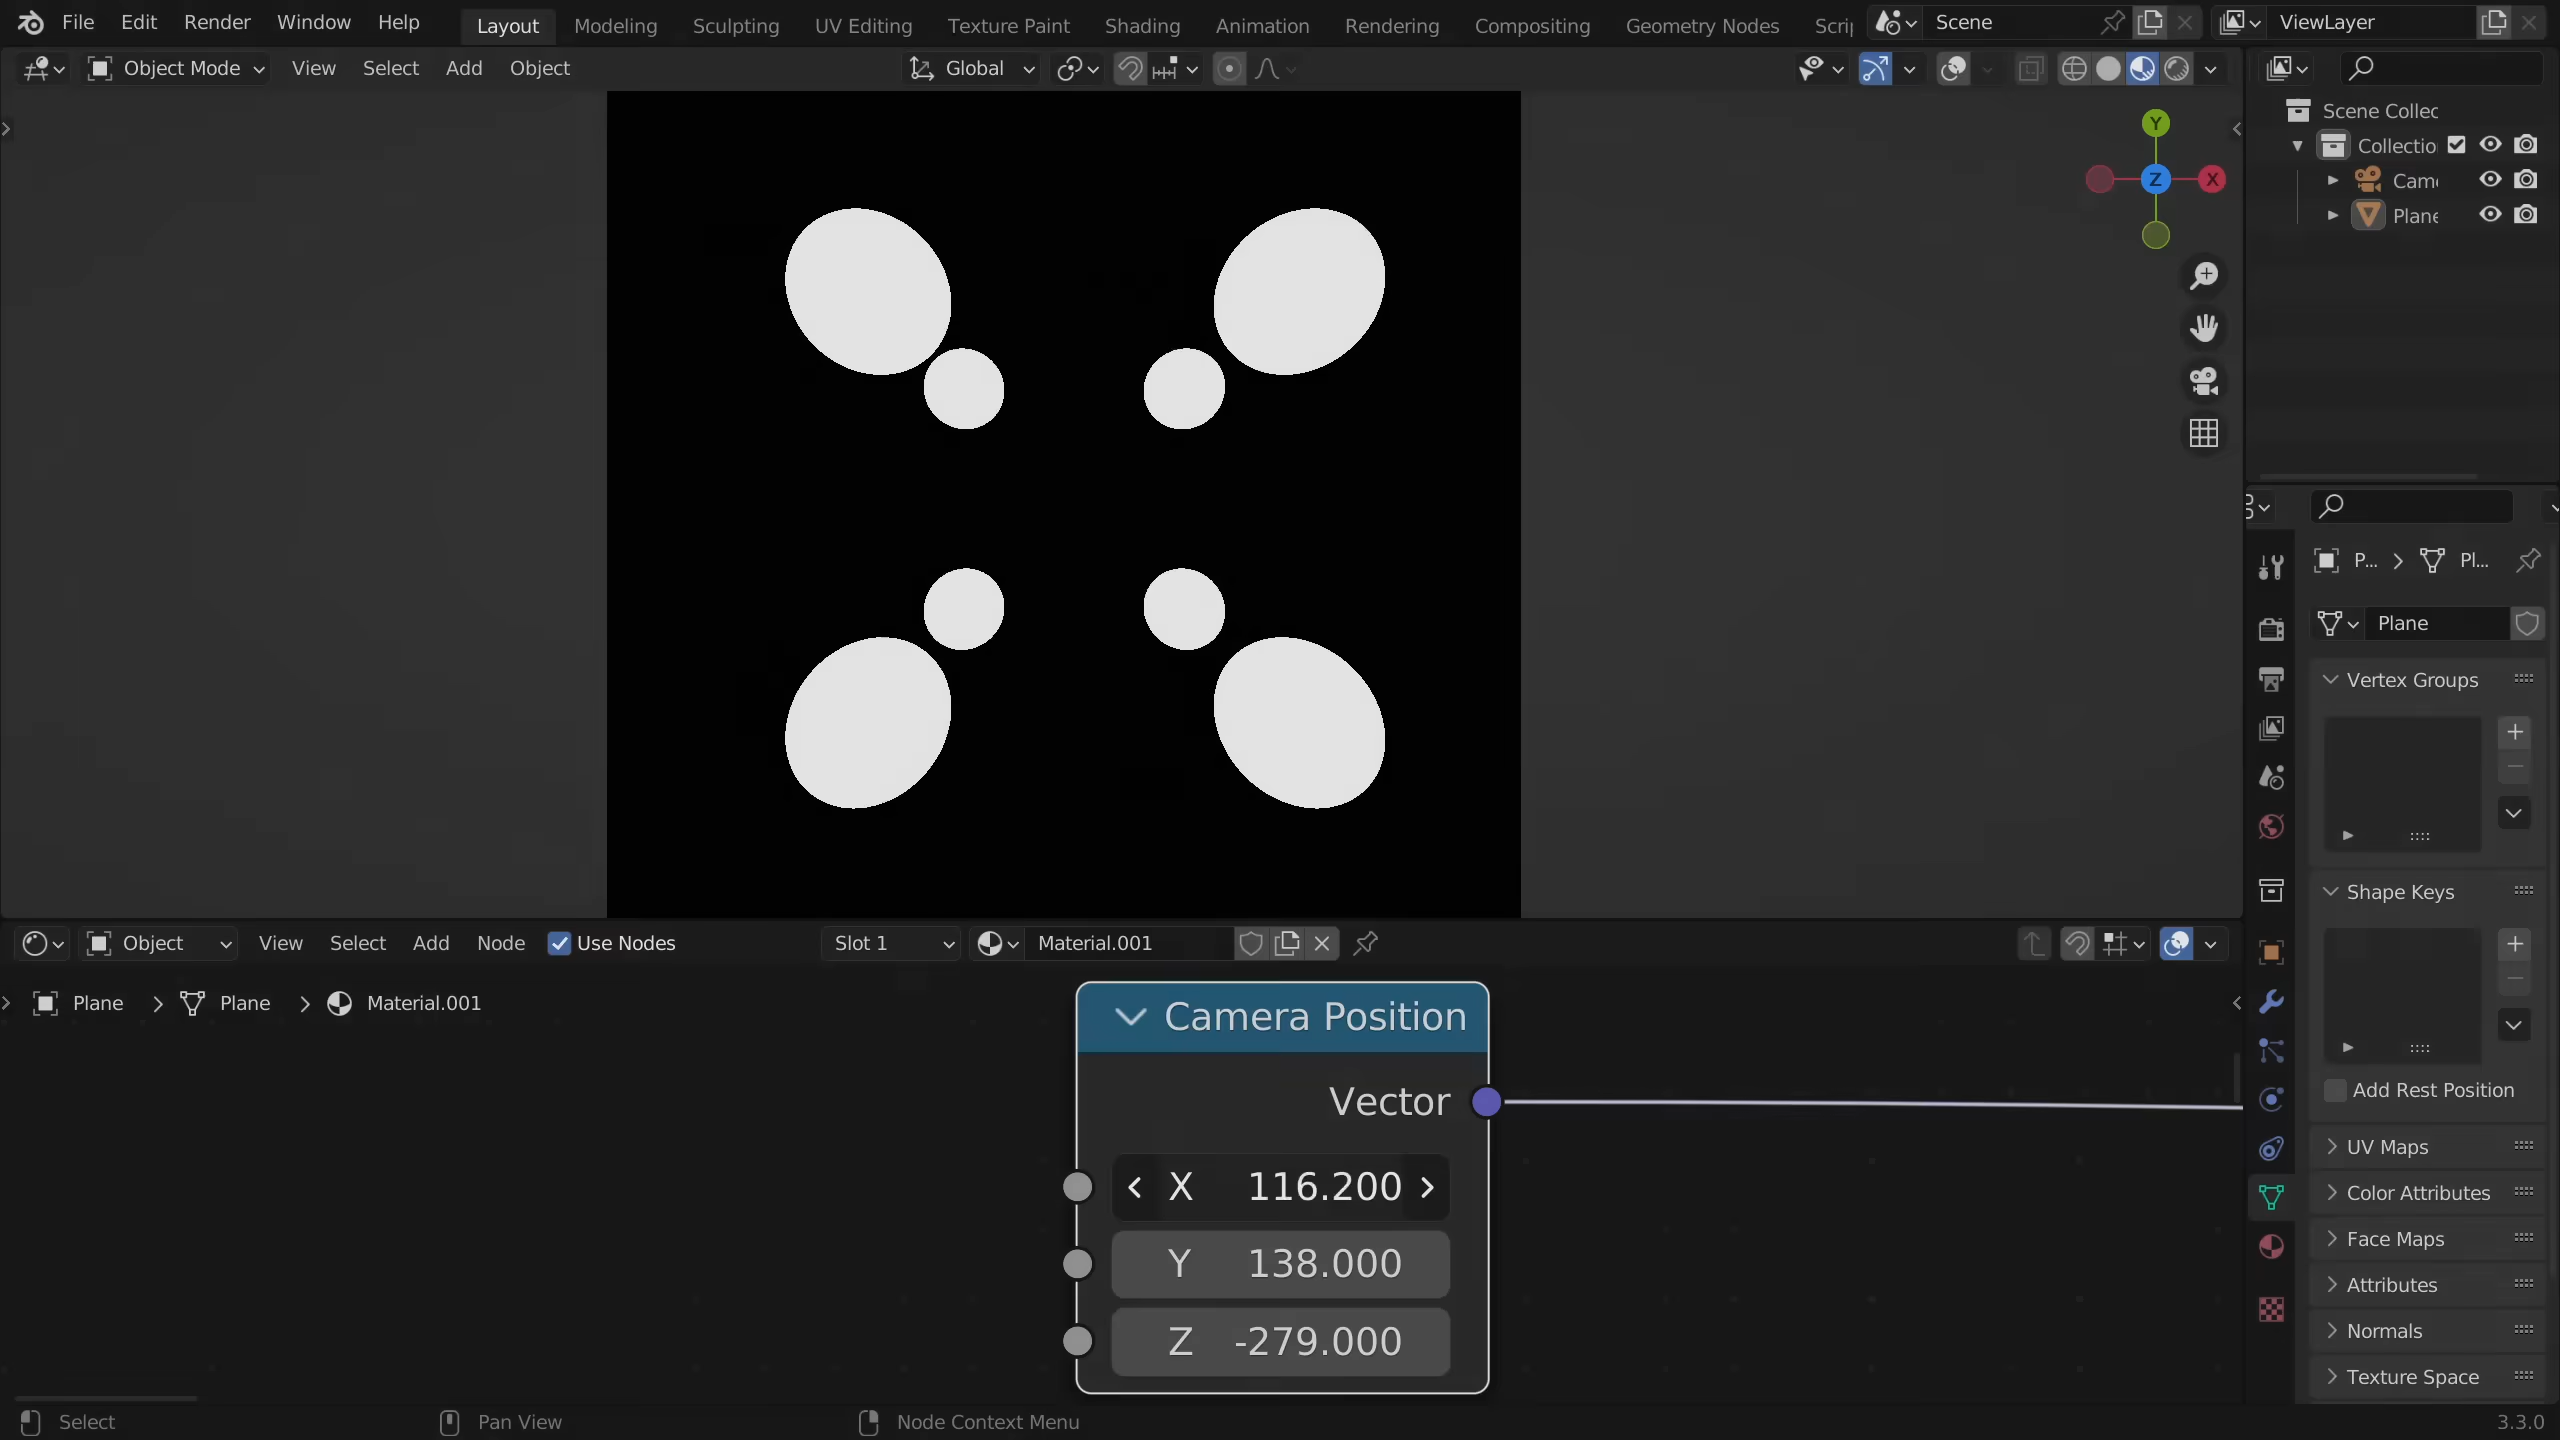 File Edit Render Window Help Layout Modeling Sculpting UV Editing Texture Paint Shading Animation Rendering Compositing Geometry Nodes Scrip Scene ViewLayer
Object Mode View Select Add Object Global
Scene Collec
Collectio
Came
Plane
Y
Z X
P... Pl...
Plane
Vertex Groups
Shape Keys
Add Rest Position
UV Maps
Color Attributes
Face Maps
Attributes
Normals
Texture Space
Object View Select Add Node Use Nodes Slot 1 Material.001
Plane Plane Material.001
Camera Position
Vector
X 116.200
Y 138.000
Z -279.000
Select Pan View Node Context Menu 3.3.0